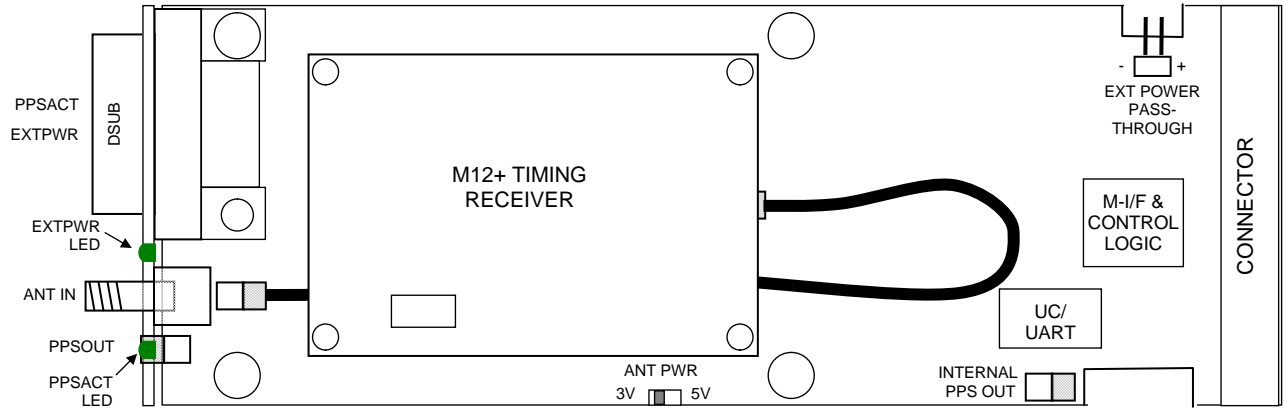 PPSACT
EXTPWR
DSUB
EXTPWR
LED
ANT IN
PPSOUT
PPSACT
LED
M12+ TIMING
RECEIVER
ANT PWR
3V 5V
- +
EXT POWER
PASS-
THROUGH
M-I/F &
CONTROL
LOGIC
UC/
UART
INTERNAL
PPS OUT
CONNECTOR